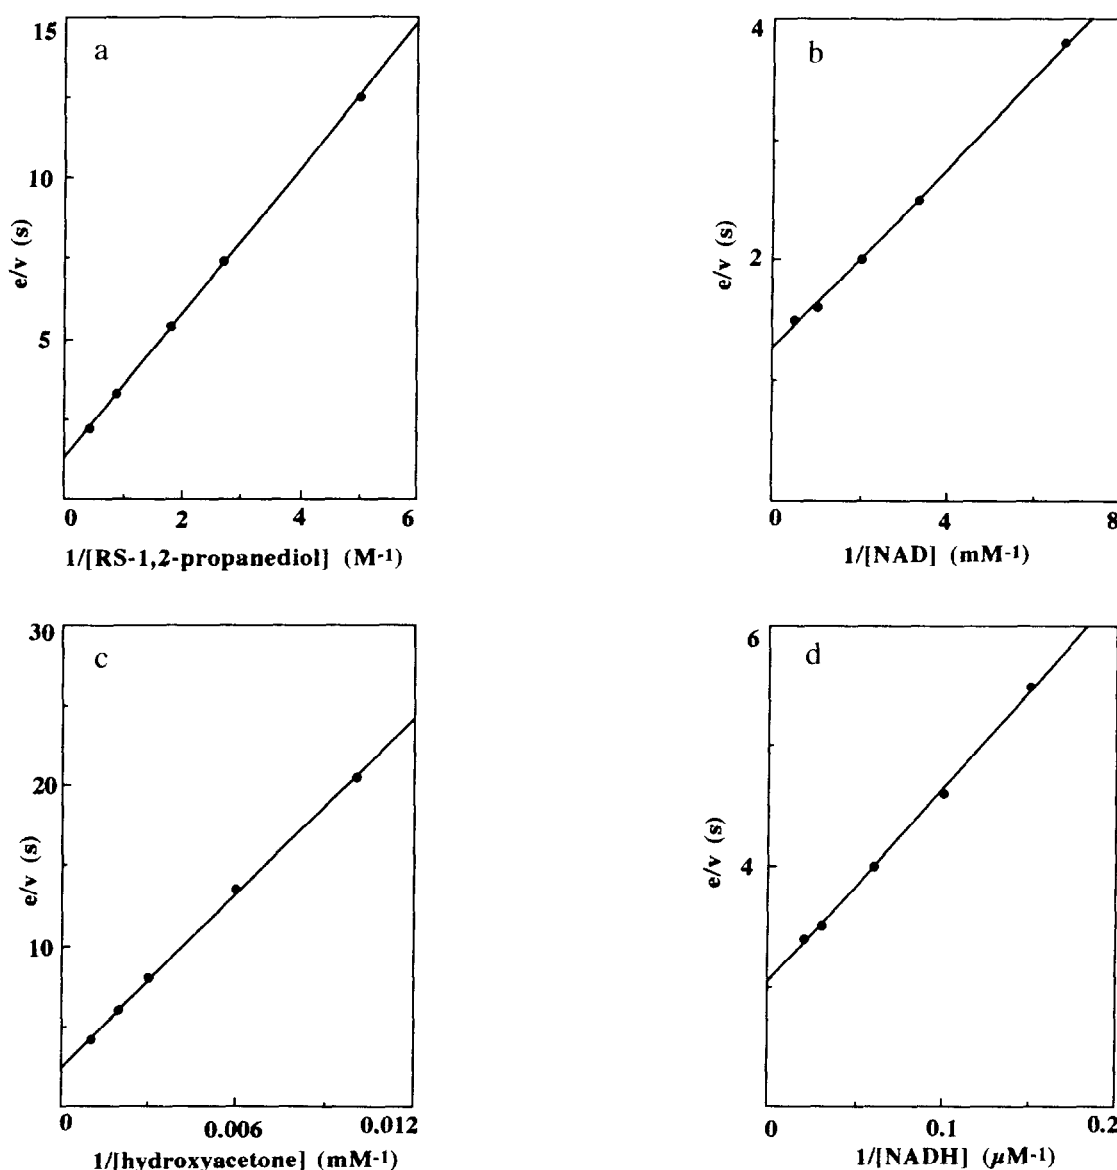 a
15
10
5
e/v (s)
0 2 4 6
1/[RS-1,2-propanediol] (M-1)
b
4
2
e/v (s)
0 4 8
1/[NAD] (mM-1)
c
30
20
10
e/v (s)
0 0.006 0.012
1/[hydroxyacetone] (mM-1)
d
6
4
e/v (s)
0 0.1 0.2
1/[NADH] (μM-1)